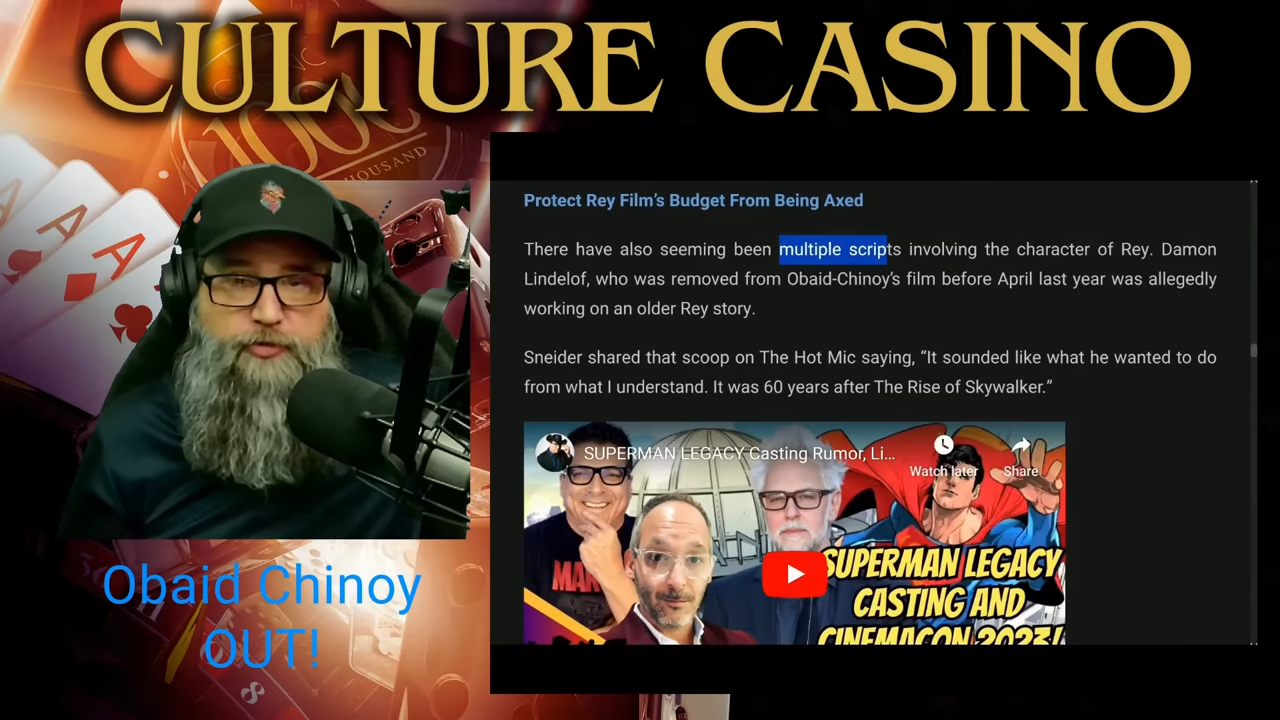 CULTURE CASINO
1000
THOUSAND
A
A
A
A
Protect Rey Film's Budget From Being Axed
There have also seeming been multiple scripts involving the character of Rey. Damon
Lindelof, who was removed from Obaid-Chinoy's film before April last year was allegedly
working on an older Rey story.
Sneider shared that scoop on The Hot Mic saying, “It sounded like what he wanted to do
from what I understand. It was 60 years after The Rise of Skywalker.”
SUPERMAN LEGACY Casting Rumor, Li...
Watch later
Share
SUPERMAN LEGACY
CASTING AND
CINEMACON 2023!
Obaid Chinoy
OUT!
8